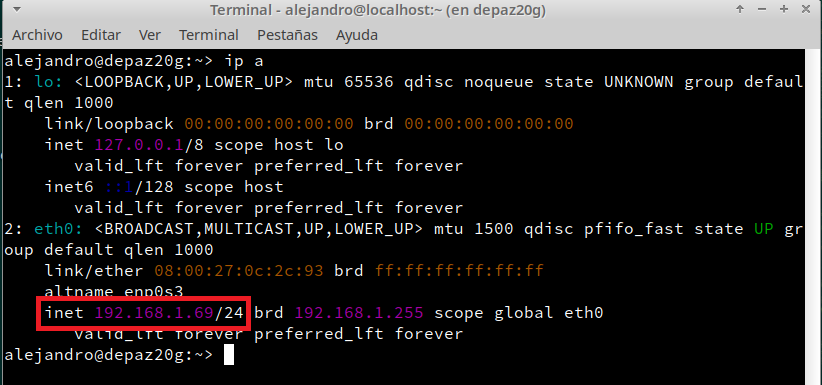 Terminal - alejandro@localhost:~ (en depaz20g)
Archivo Editar Ver Terminal Pestañas Ayuda
alejandro@depaz20g:~> ip a
1: lo: <LOOPBACK,UP,LOWER_UP> mtu 65536 qdisc noqueue state UNKNOWN group defaul
t qlen 1000
    link/loopback 00:00:00:00:00:00 brd 00:00:00:00:00:00
    inet 127.0.0.1/8 scope host lo
       valid_lft forever preferred_lft forever
    inet6 ::1/128 scope host
       valid_lft forever preferred_lft forever
2: eth0: <BROADCAST,MULTICAST,UP,LOWER_UP> mtu 1500 qdisc pfifo_fast state UP gr
oup default qlen 1000
    link/ether 08:00:27:0c:2c:93 brd ff:ff:ff:ff:ff:ff
    altname enp0s3
    inet 192.168.1.69/24 brd 192.168.1.255 scope global eth0
       valid_lft forever preferred_lft forever
alejandro@depaz20g:~>